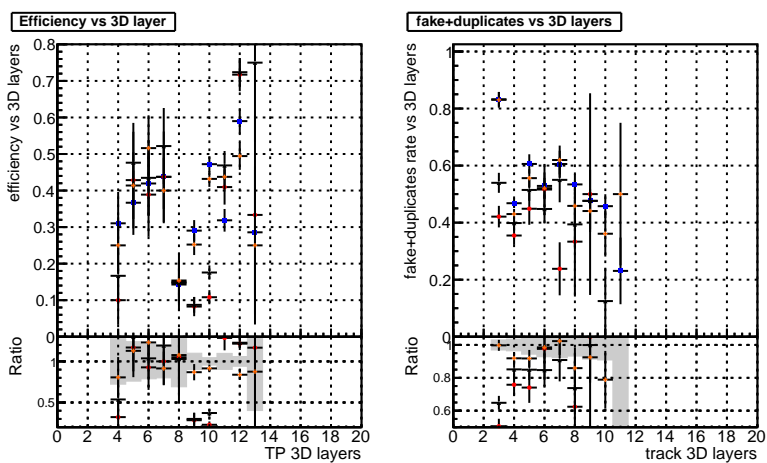 Efficiency vs 3D layer
efficiency vs 3D layers
0.8
0.7
0.6
0.5
0.4
0.3
0.2
0.1
0
Ratio
1
0.5
0 2 4 6 8 10 12 14 16 18 20
TP 3D layers
fake+duplicates vs 3D layers
fake+duplicates rate vs 3D layers
1
0.8
0.6
0.4
0.2
0
Ratio
1
0.8
0.6
0 2 4 6 8 10 12 14 16 18 20
track 3D layers